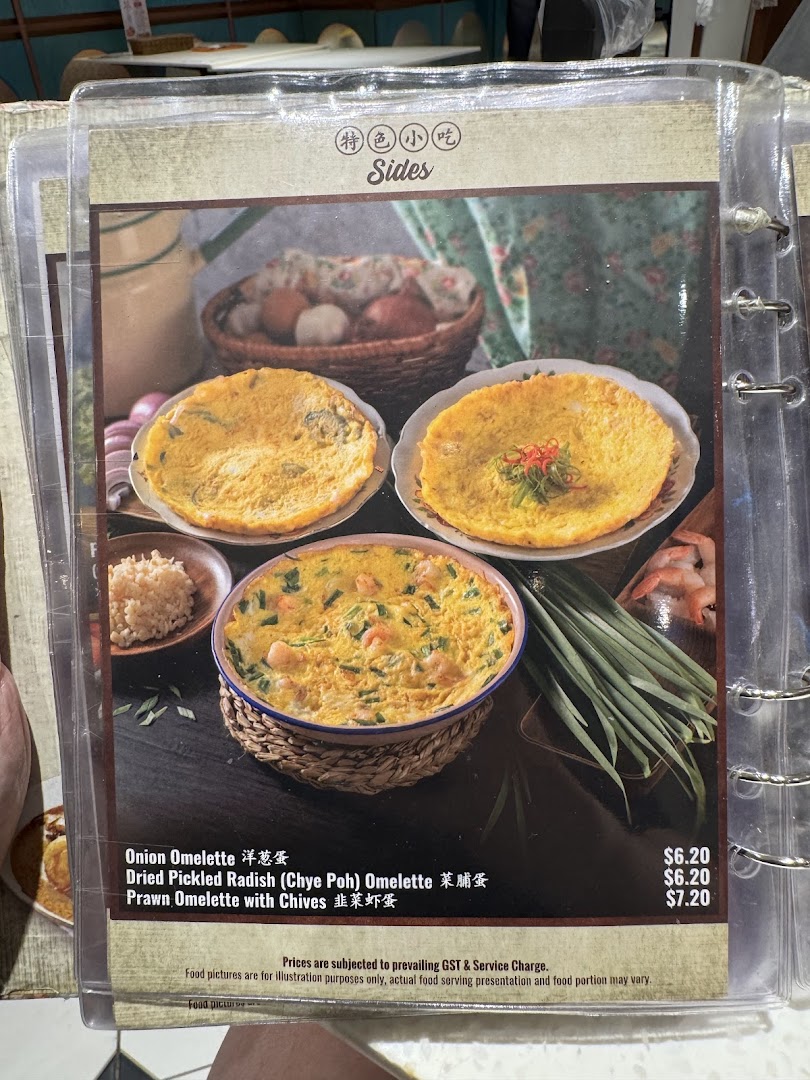 特色小吃
Sides
Onion Omelette 洋葱蛋 $6.20
Dried Pickled Radish (Chye Poh) Omelette 菜脯蛋 $6.20
Prawn Omelette with Chives 韭菜虾蛋 $7.20
Prices are subjected to prevailing GST & Service Charge.
Food pictures are for illustration purposes only, actual food serving presentation and food portion may vary.
Food pictures are